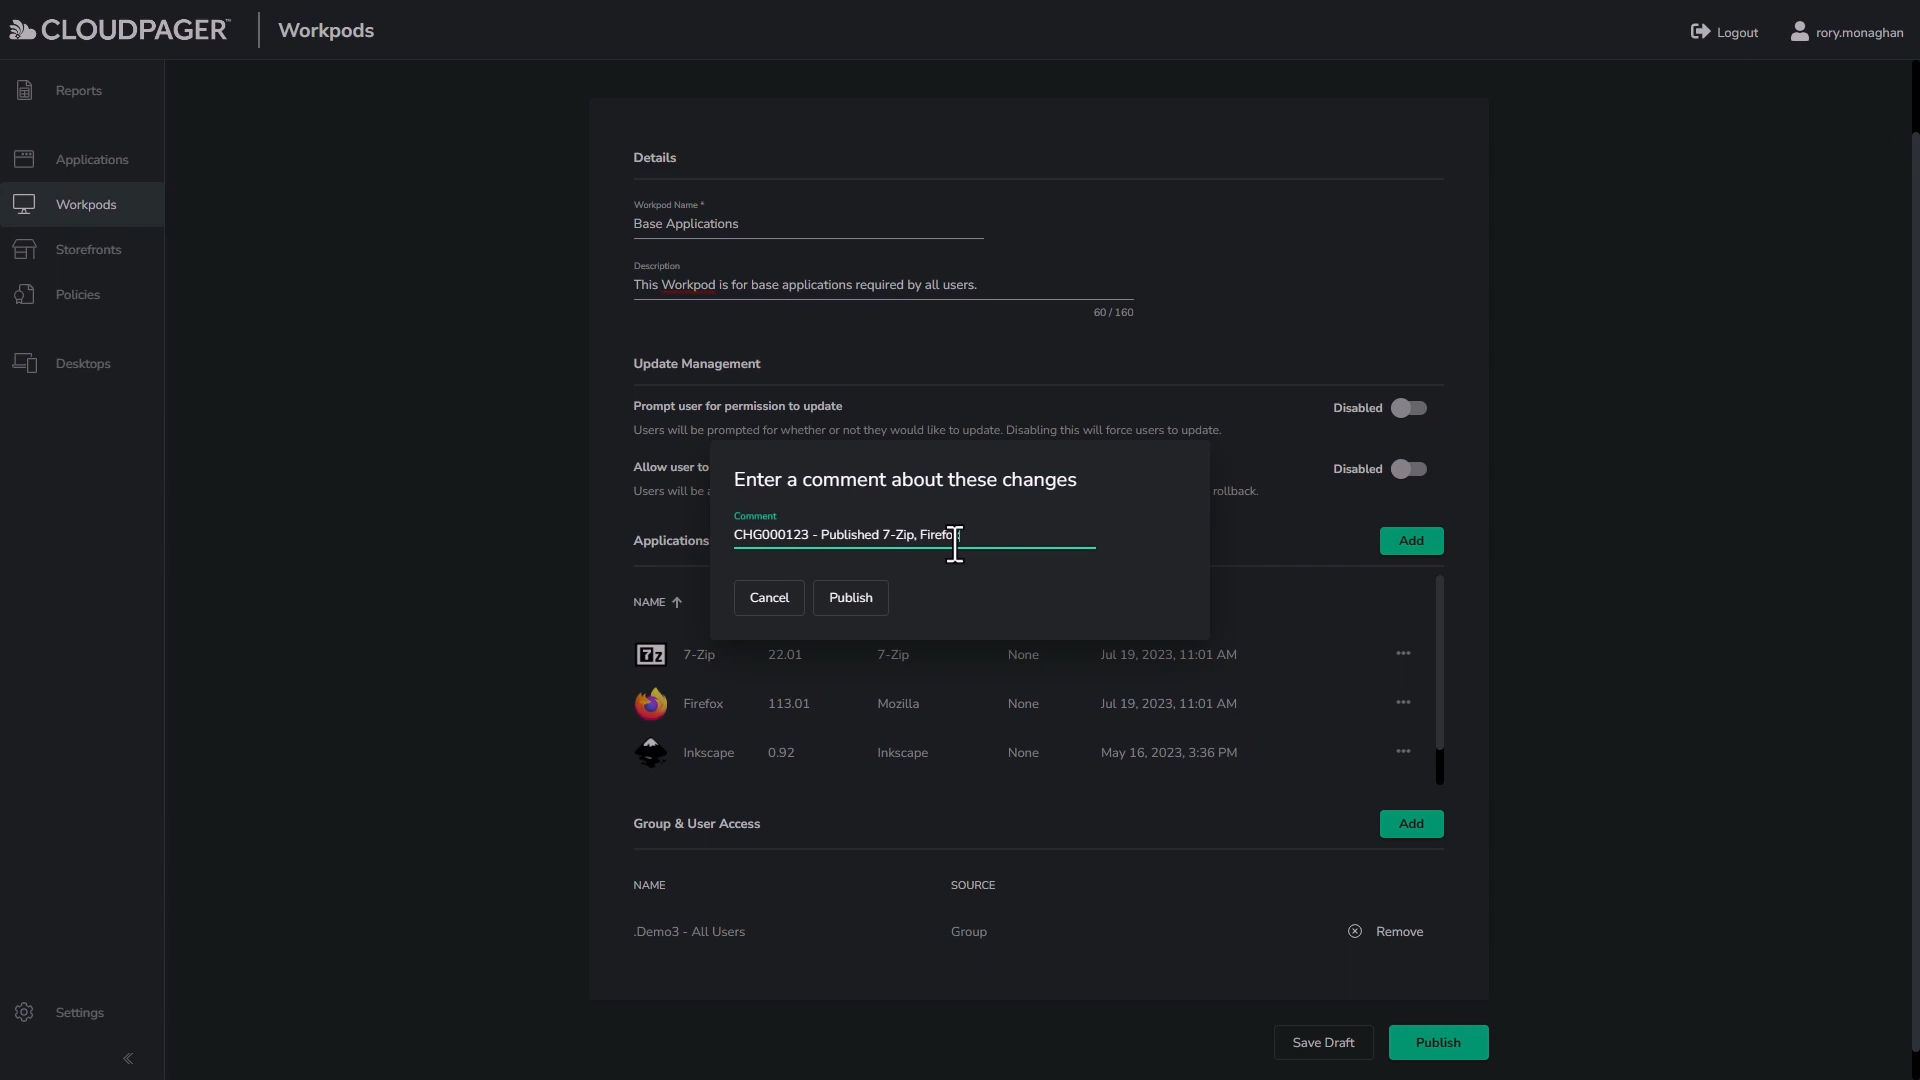 CLOUDPAGER™
Workpods
Logout
rory.monaghan
Reports
Applications
Workpods
Storefronts
Policies
Desktops
Settings
Details
Workpod Name *
Base Applications
Description
This Workpod is for base applications required by all users.
60 / 160
Update Management
Prompt user for permission to update
Disabled
Users will be prompted for whether or not they would like to update. Disabling this will force users to update.
Allow user to
Disabled
Users will be
rollback.
Enter a comment about these changes
Comment
CHG000123 - Published 7-Zip, Firefox
Cancel
Publish
Applications
Add
NAME
7z
7-Zip 22.01 7-Zip None Jul 19, 2023, 11:01 AM
Firefox 113.01 Mozilla None Jul 19, 2023, 11:01 AM
Inkscape 0.92 Inkscape None May 16, 2023, 3:36 PM
Group & User Access
Add
NAME SOURCE
.Demo3 - All Users Group Remove
Save Draft
Publish